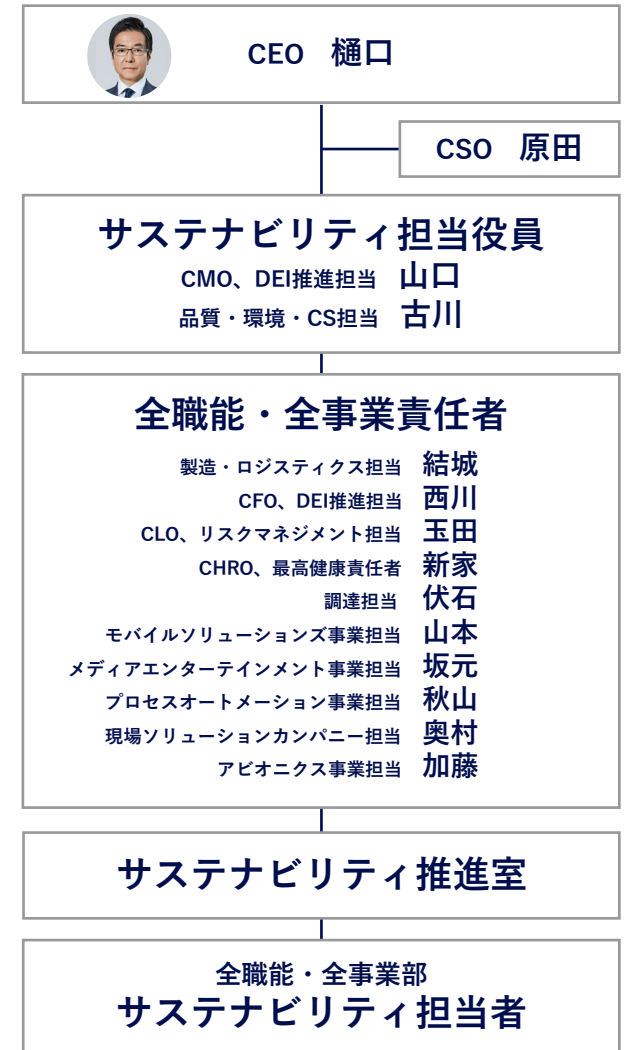 CEO 樋口
CSO 原田
サステナビリティ担当役員
CMO、DEI推進担当 山口
品質・環境・CS担当 古川
全職能・全事業責任者
製造・ロジスティクス担当 結城
CFO、DEI推進担当 西川
CLO、リスクマネジメント担当 玉田
CHRO、最高健康責任者 新家
調達担当 伏石
モバイルソリューションズ事業担当 山本
メディアエンターテインメント事業担当 坂元
プロセスオートメーション事業担当 秋山
現場ソリューションカンパニー担当 奥村
アビオニクス事業担当 加藤
サステナビリティ推進室
全職能・全事業部
サステナビリティ担当者